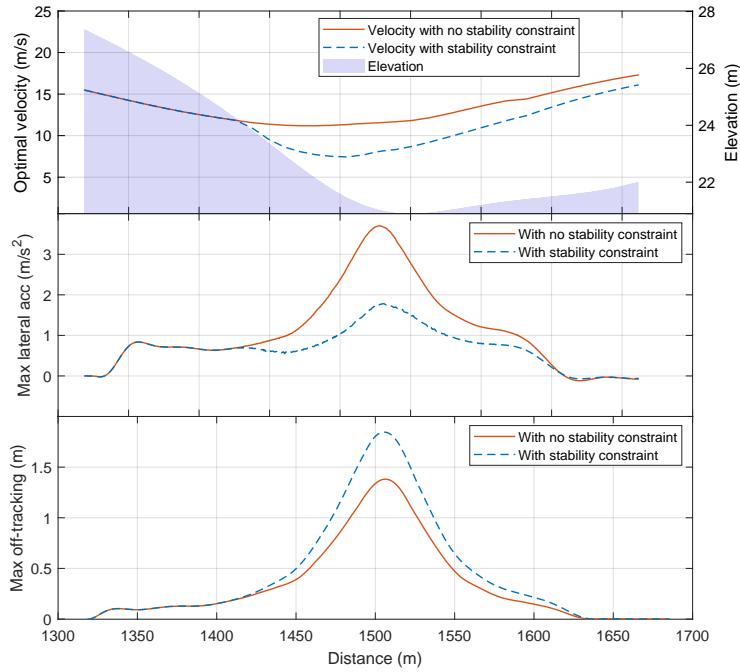 25
20
15
10
5
Optimal velocity (m/s)
Velocity with no stability constraint
Velocity with stability constraint
Elevation
28
26
24
22
Elevation (m)
3
2
1
0
Max lateral acc (m/s²)
With no stability constraint
With stability constraint
1.5
1
0.5
0
Max off-tracking (m)
With no stability constraint
With stability constraint
1300 1350 1400 1450 1500 1550 1600 1650 1700
Distance (m)